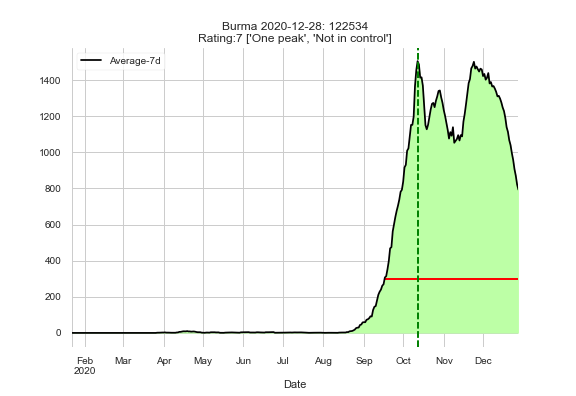 Burma 2020-12-28: 122534
Rating:7 ['One peak', 'Not in control']
Average-7d
1400
1200
1000
800
600
400
200
0
Feb Mar Apr May Jun Jul Aug Sep Oct Nov Dec
2020
Date